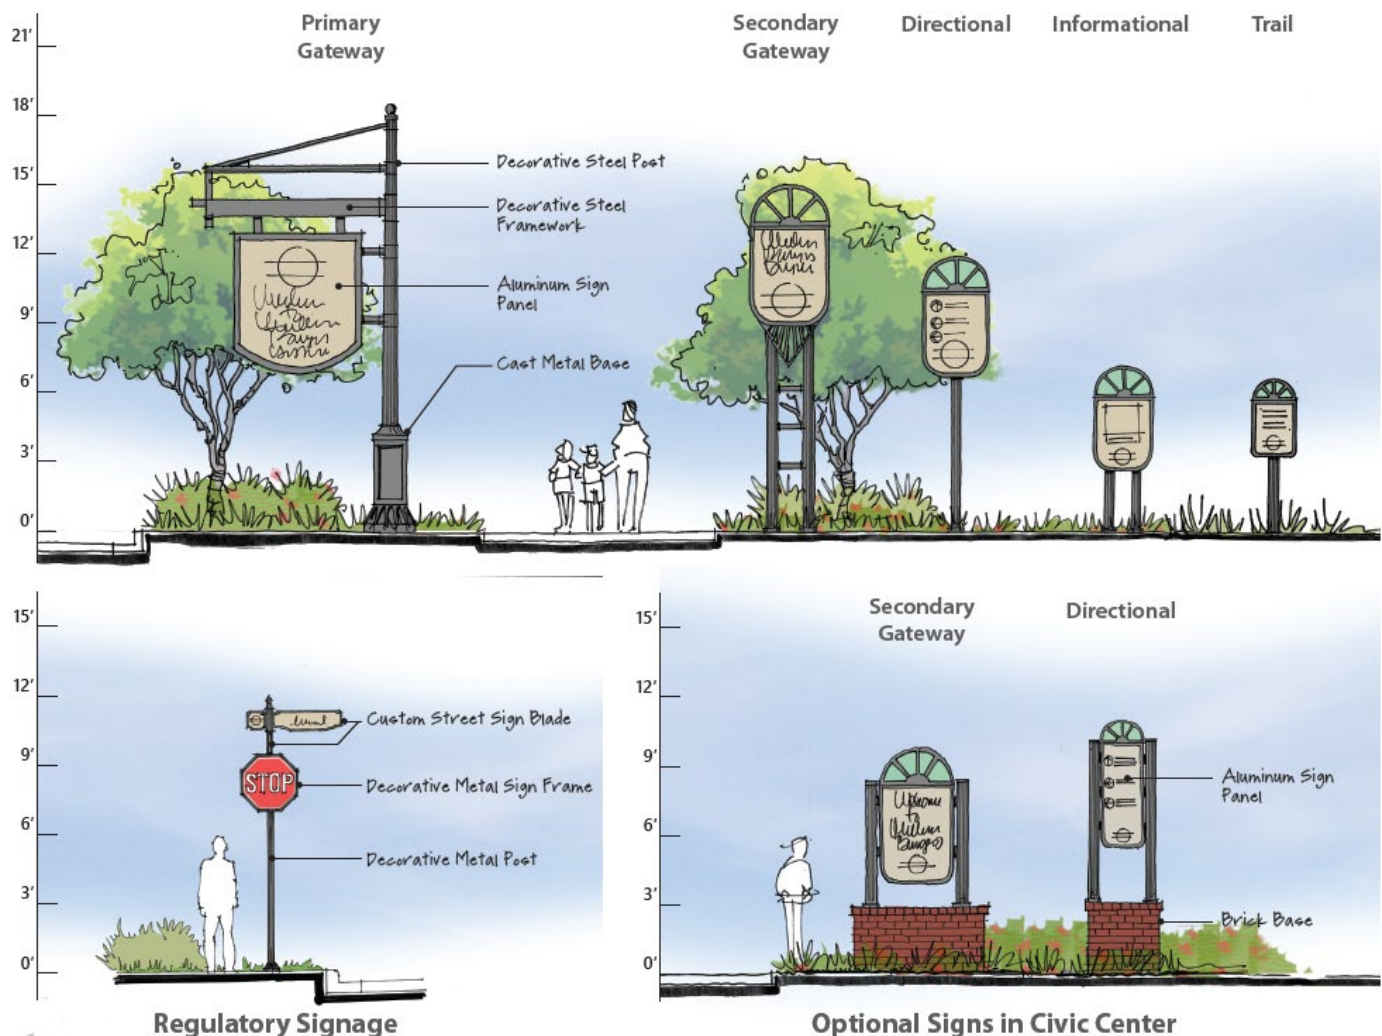 Primary
Gateway
Secondary
Gateway
Directional
Informational
Trail
21'
18'
15'
12'
9'
6'
3'
0'
Decorative Steel Post
Decorative Steel
Framework
Aluminum Sign
Panel
Cast Metal Base
15'
12'
9'
6'
3'
0'
Custom Street Sign Blade
STOP
Decorative Metal Sign Frame
Decorative Metal Post
Regulatory Signage
Secondary
Gateway
Directional
15'
12'
9'
6'
3'
0'
Welcome
to
Aluminum Sign
Panel
Brick Base
Optional Signs in Civic Center